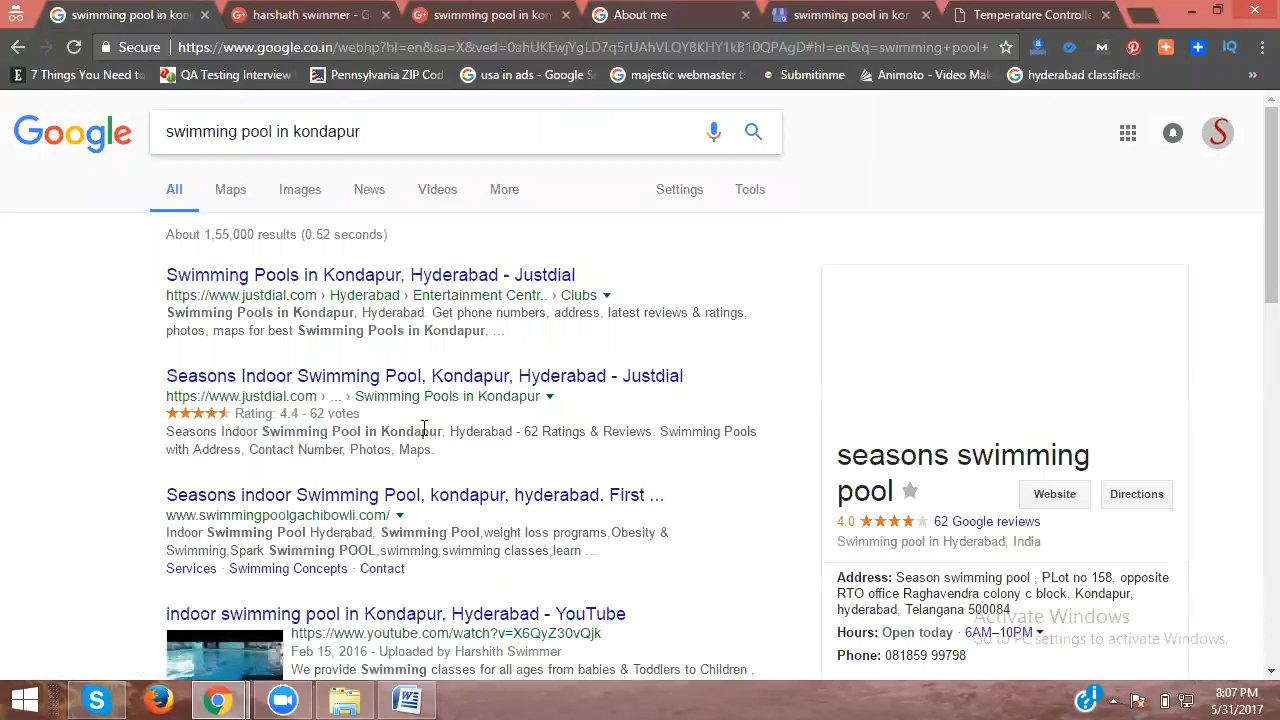 swimming pool in kon
harshath swimmer - G
swimming pool in kon
About me
swimming pool in kor
Temperature Controlle
Secure
https://www.google.co.in/webhp?hl=en&sa=X&ved=0ahUKEwjYgLD7q5rUAhVLQY8KHY1kB10QPAgD#hl=en&q=swimming+pool+
7 Things You Need to
QA Testing Interview
Pennsylvania ZIP Cod
usa in ads - Google S
majestic webmaster t
Submitinme
Animoto - Video Mak
hyderabad classifieds
»
Google
swimming pool in kondapur
S
All Maps Images News Videos More Settings Tools
About 1,55,000 results (0.52 seconds)
Swimming Pools in Kondapur, Hyderabad - Justdial
https://www.justdial.com › Hyderabad › Entertainment Centr.. › Clubs
Swimming Pools in Kondapur, Hyderabad. Get phone numbers, address, latest reviews & ratings,
photos, maps for best Swimming Pools in Kondapur, ...
Seasons Indoor Swimming Pool, Kondapur, Hyderabad - Justdial
https://www.justdial.com › ... › Swimming Pools in Kondapur
Rating: 4.4 - 62 votes
Seasons Indoor Swimming Pool in Kondapur, Hyderabad - 62 Ratings & Reviews. Swimming Pools
with Address, Contact Number, Photos, Maps.
Seasons indoor Swimming Pool, kondapur, hyderabad. First ...
www.swimmingpoolgachibowli.com/
Indoor Swimming Pool Hyderabad, Swimming Pool,weight loss programs,Obesity &
Swimming,Spark Swimming POOL,swimming,swimming classes,learn ...
Services · Swimming Concepts · Contact
indoor swimming pool in Kondapur, Hyderabad - YouTube
https://www.youtube.com/watch?v=X6QyZ30vQjk
Feb 15, 2016 - Uploaded by Harshith Swimmer
We provide Swimming classes for all ages from babies & Toddlers to Children ,
seasons swimming
pool
Website
Directions
4.0 62 Google reviews
Swimming pool in Hyderabad, India
Address: Season swimming pool , PLot no 158, opposite
RTO office Raghavendra colony c block, Kondapur,
hyderabad, Telangana 500084
Hours: Open today · 6AM–10PM
Phone: 081859 99798
Activate Windows
Go to PC settings to activate Windows.
8:07 PM
5/31/2017